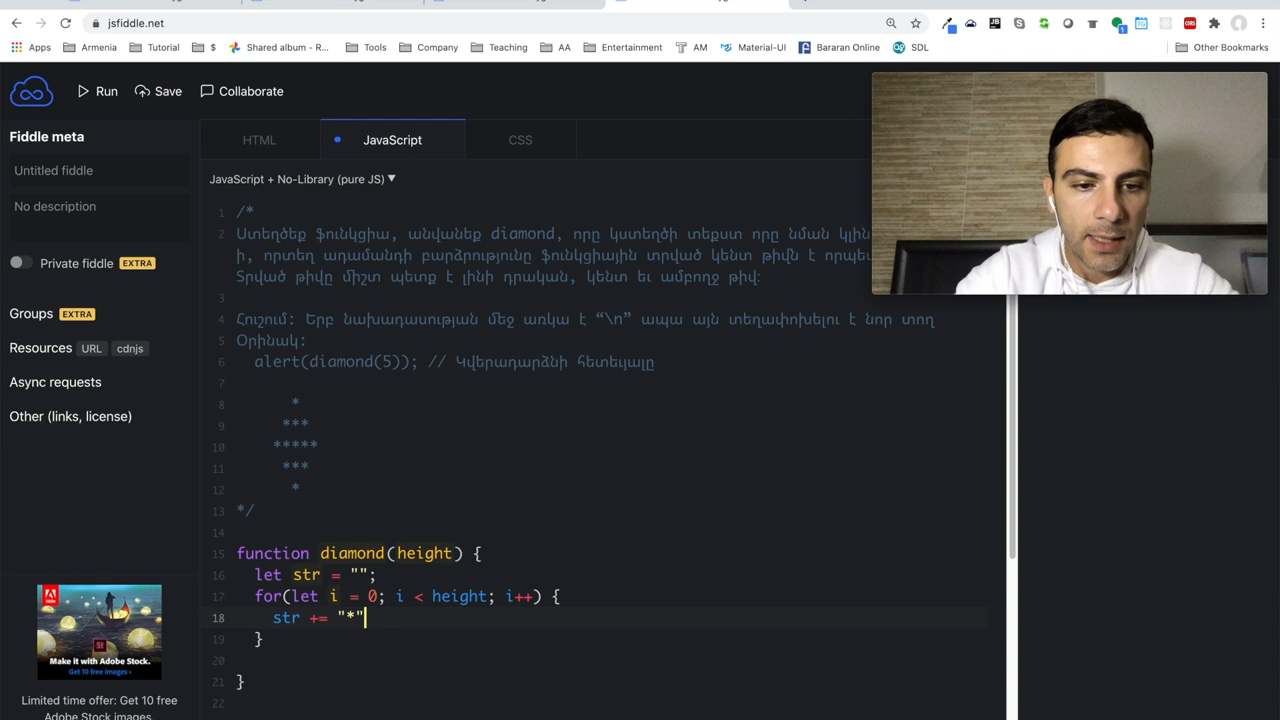 jsfiddle.net
Apps Armenia Tutorial $ Shared album - R... Tools Company Teaching AA Entertainment AM Material-UI Bararan Online SDL Other Bookmarks
Run Save Collaborate
Fiddle meta
Untitled fiddle
No description
Private fiddle EXTRA
Groups EXTRA
Resources URL cdnjs
Async requests
Other (links, license)
Make it with Adobe Stock.
Get 10 free images ›
Limited time offer: Get 10 free
Adobe Stock images
HTML JavaScript CSS
JavaScript + No-Library (pure JS) ▼
1 /*
2 Ստեղծեք ֆունկցիա, անվանեք diamond, որը կստեղծի տեքստ որը նման կլին
ի, որտեղ ադամանդի բարձրությունը ֆունկցիային տրված կենտ թիվն է որպես
Տրված թիվը միշտ պետք է լինի դրական, կենտ եւ ամբողջ թիվ։
3
4 Հուշում: Երբ նախադասության մեջ առկա է “\n” ապա այն տեղափոխելու է նոր տող
5 Օրինակ:
6 alert(diamond(5)); // Կվերադարձնի հետեւյալը
7
8 *
9 ***
10 *****
11 ***
12 *
13 */
14
15 function diamond(height) {
16 let str = "";
17 for(let i = 0; i < height; i++) {
18 str += "*"
19 }
20
21 }
22